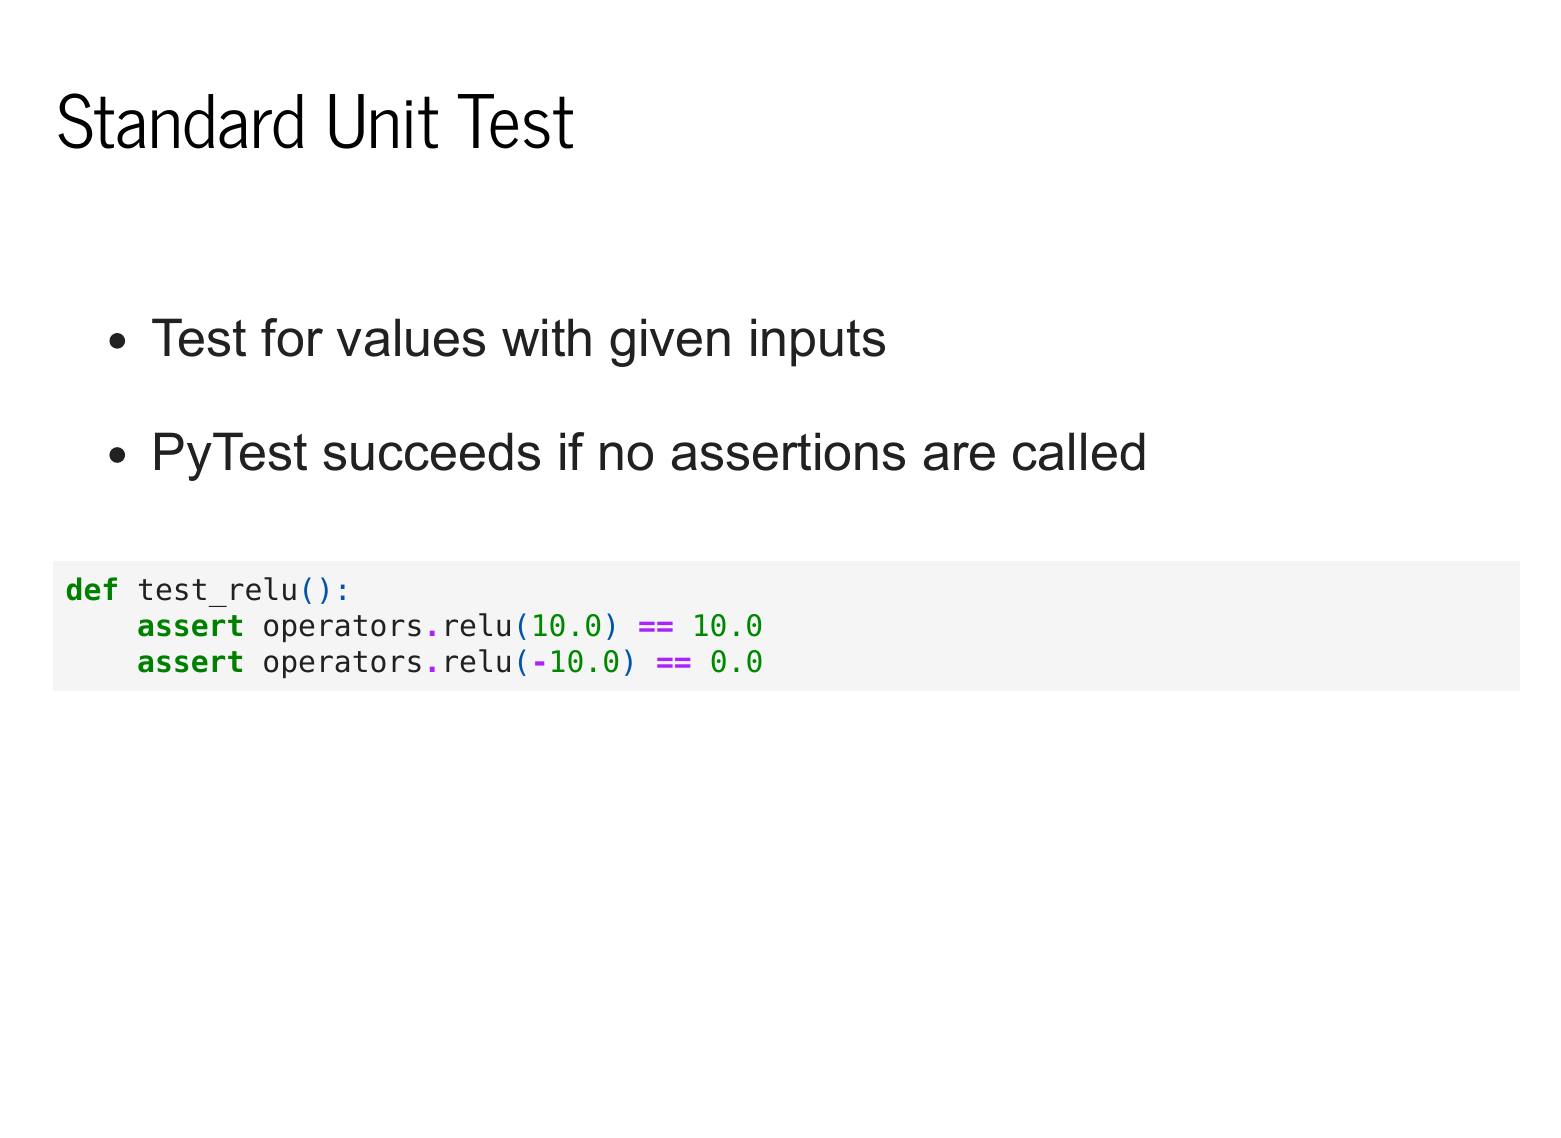 Standard Unit Test
• Test for values with given inputs
• PyTest succeeds if no assertions are called
def test_relu():
    assert operators.relu(10.0) == 10.0
    assert operators.relu(-10.0) == 0.0